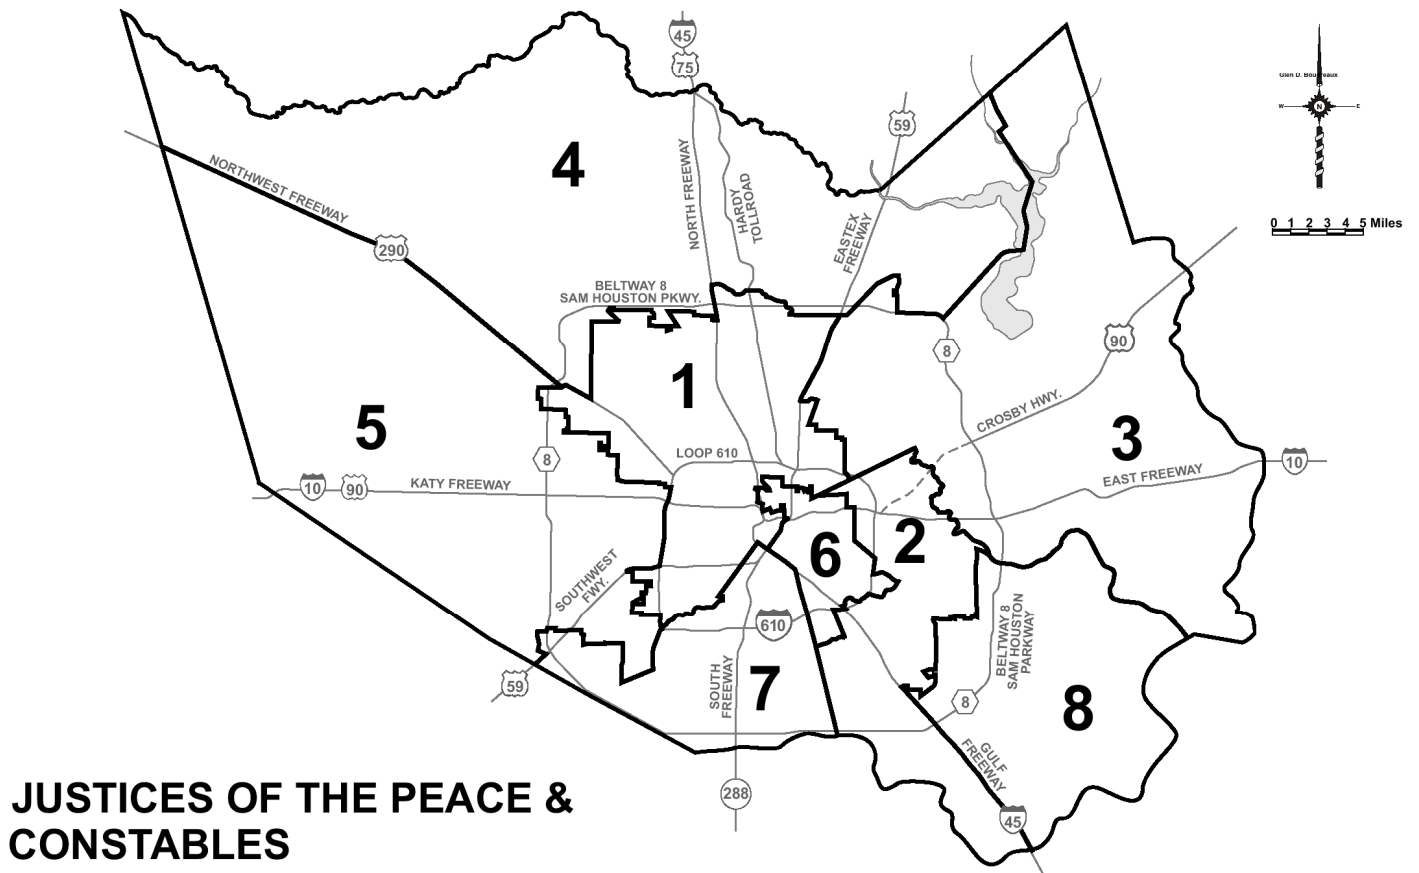 45
75
Glen D. Boudreaux
N
W
E
59
4
NORTHWEST FREEWAY
NORTH FREEWAY
HARDY
TOLLROAD
EASTEX
FREEWAY
0 1 2 3 4 5 Miles
290
BELTWAY 8
SAM HOUSTON PKWY.
90
8
1
5
CROSBY HWY.
3
8
LOOP 610
10
90
KATY FREEWAY
EAST FREEWAY
10
6
2
SOUTHWEST
FWY.
610
BELTWAY 8
SAM HOUSTON
PARKWAY
59
SOUTH
FREEWAY
7
8
8
GULF
FREEWAY
288
45
JUSTICES OF THE PEACE &
CONSTABLES